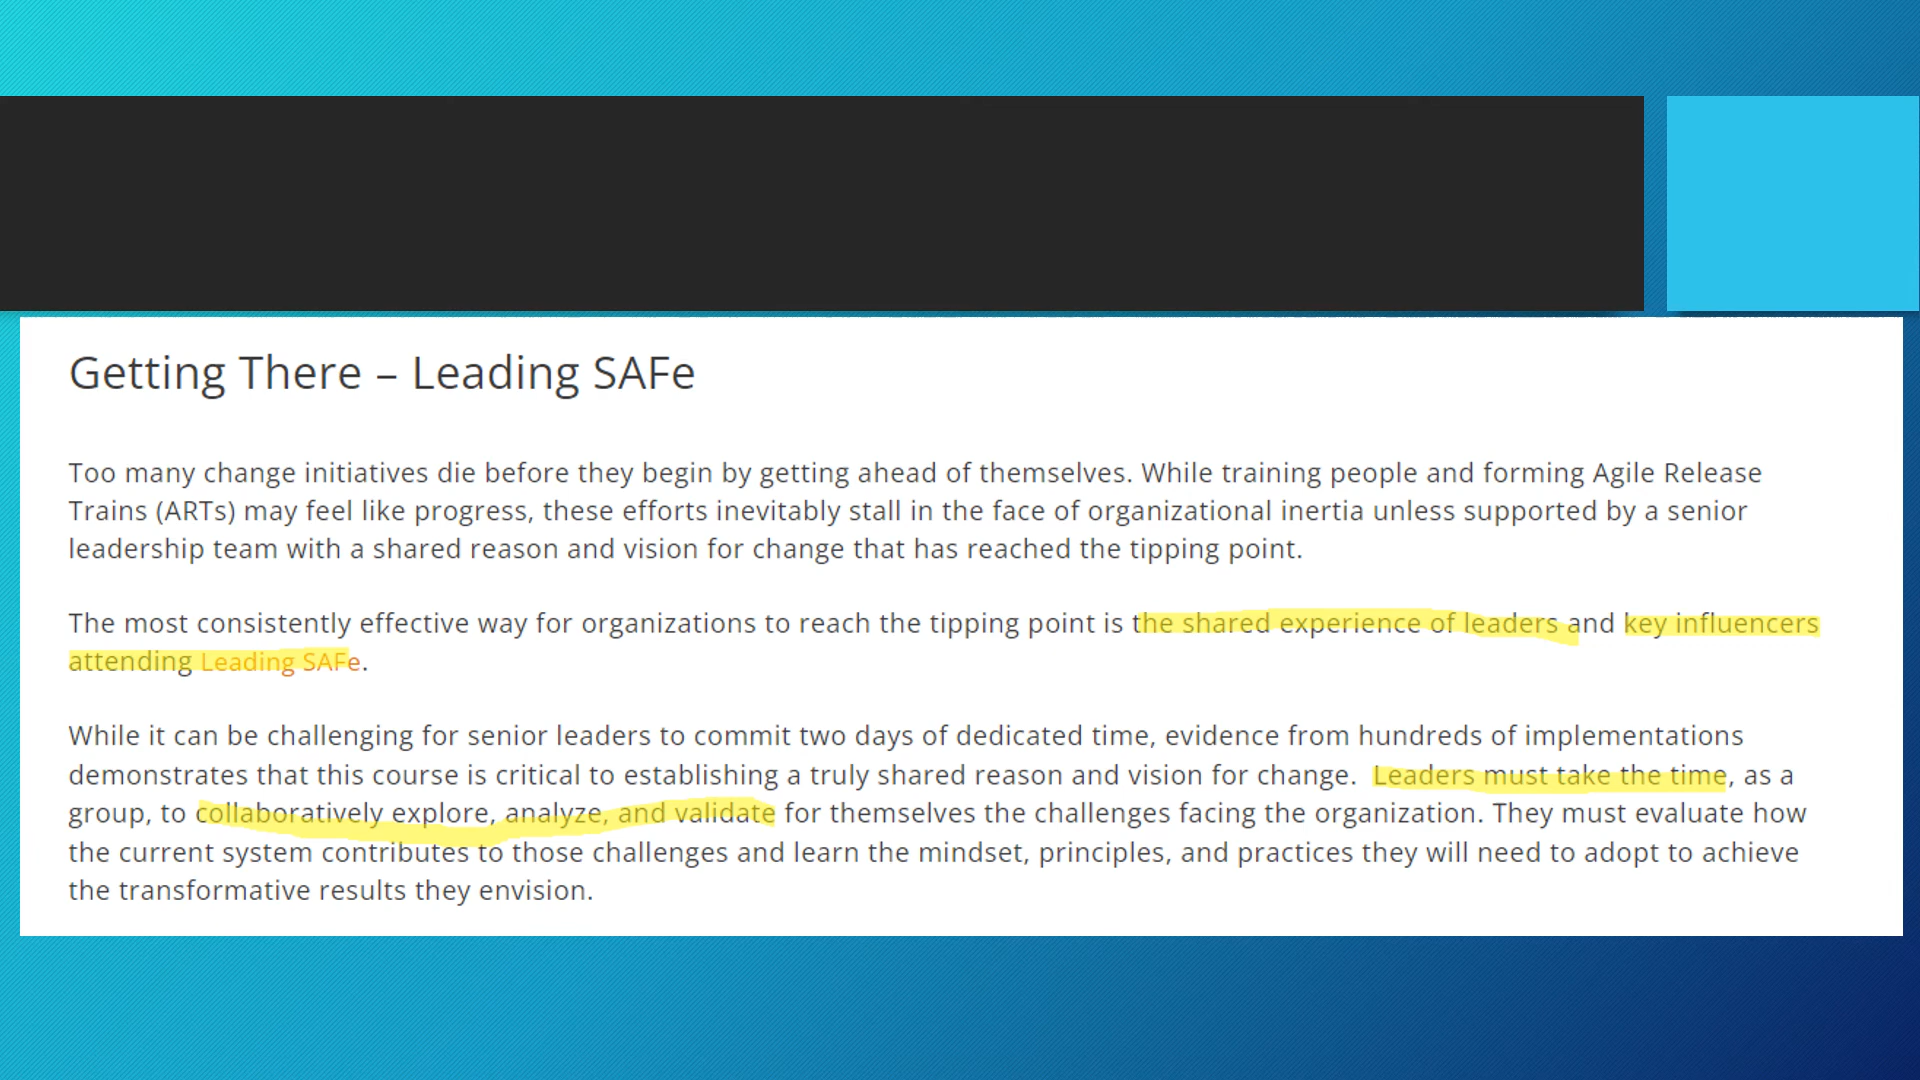 Getting There – Leading SAFe
Too many change initiatives die before they begin by getting ahead of themselves. While training people and forming Agile Release
Trains (ARTs) may feel like progress, these efforts inevitably stall in the face of organizational inertia unless supported by a senior
leadership team with a shared reason and vision for change that has reached the tipping point.
The most consistently effective way for organizations to reach the tipping point is the shared experience of leaders and key influencers
attending Leading SAFe.
While it can be challenging for senior leaders to commit two days of dedicated time, evidence from hundreds of implementations
demonstrates that this course is critical to establishing a truly shared reason and vision for change.  Leaders must take the time, as a
group, to collaboratively explore, analyze, and validate for themselves the challenges facing the organization. They must evaluate how
the current system contributes to those challenges and learn the mindset, principles, and practices they will need to adopt to achieve
the transformative results they envision.